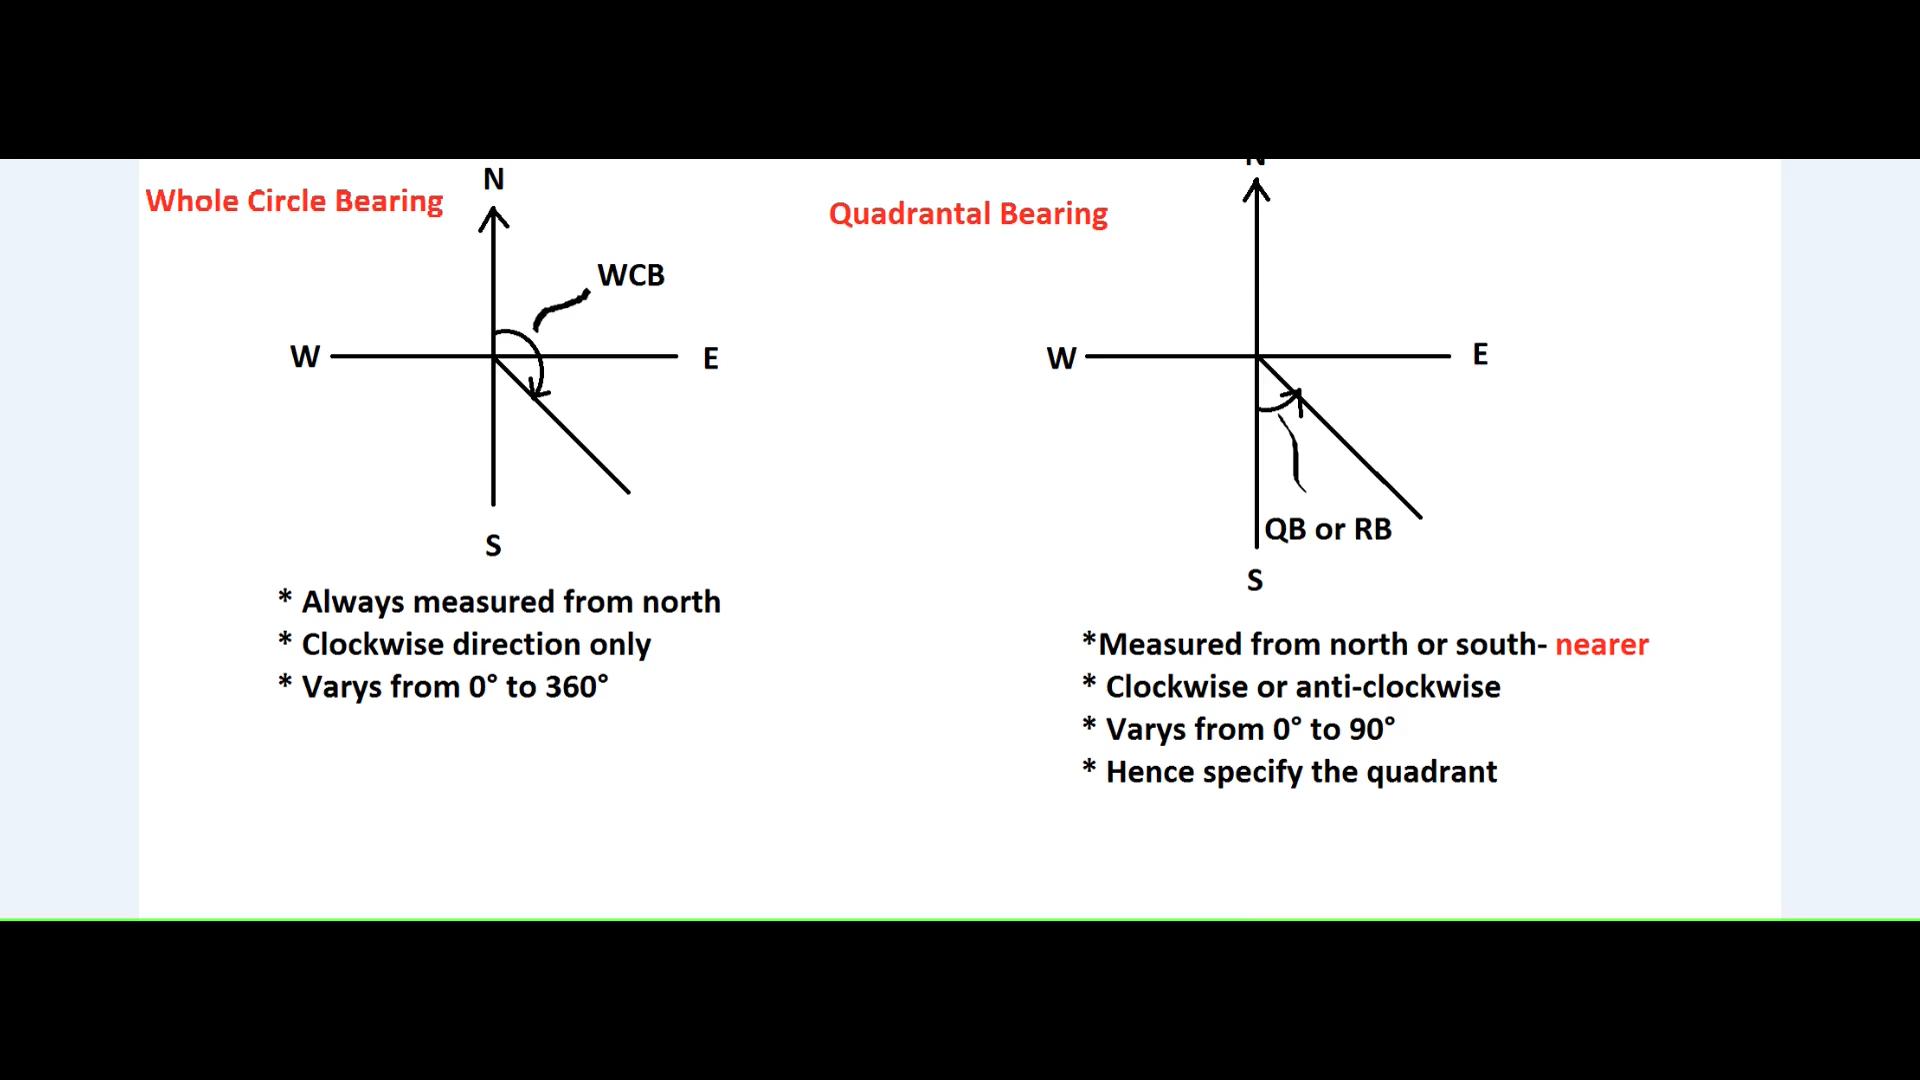 Whole Circle Bearing
N
WCB
W
E
S
* Always measured from north
* Clockwise direction only
* Varys from 0° to 360°
Quadrantal Bearing
N
W
E
QB or RB
S
*Measured from north or south- nearer
* Clockwise or anti-clockwise
* Varys from 0° to 90°
* Hence specify the quadrant